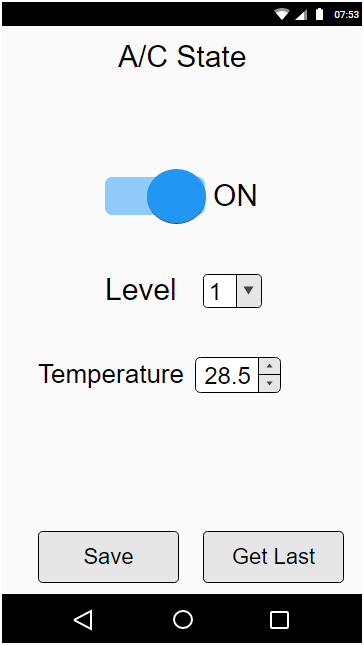 07:53
A/C State
ON
Level 1
Temperature 28.5
Save Get Last